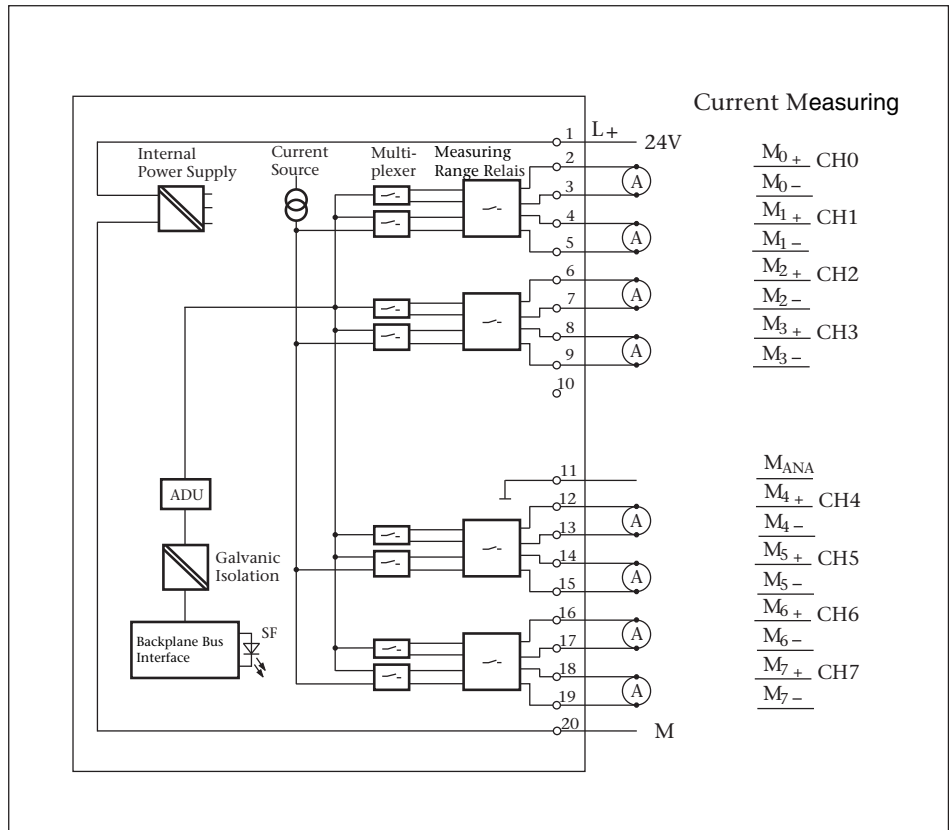 Current Measuring
1 L+ 24V
Internal
Power Supply
Current
Source
Multi-
plexer
Measuring
Range Relais
2 M0 + CH0
A
3 M0 −
4 M1 + CH1
A
5 M1 −
6 M2 + CH2
A
7 M2 −
8 M3 + CH3
A
9 M3 −
10
11 MANA
12 M4 + CH4
A
13 M4 −
14 M5 + CH5
A
15 M5 −
16 M6 + CH6
A
17 M6 −
18 M7 + CH7
A
19 M7 −
20 M
ADU
Galvanic
Isolation
Backplane Bus
Interface
SF